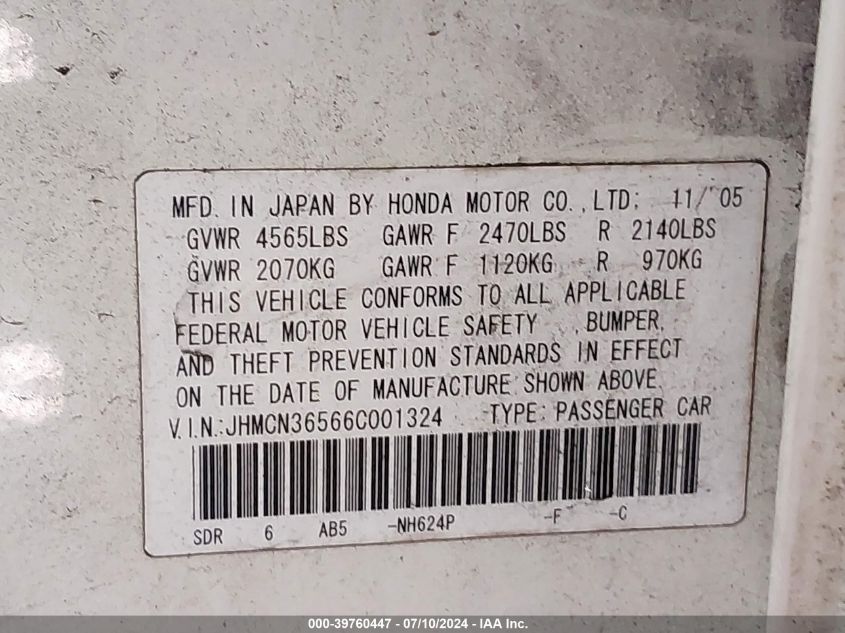 MFD. IN JAPAN BY HONDA MOTOR CO., LTD: 11/ 05
GVWR 4565LBS GAWR F 2470LBS R 2140LBS
GVWR 2070KG GAWR F 1120KG R 970KG
THIS VEHICLE CONFORMS TO ALL APPLICABLE
FEDERAL MOTOR VEHICLE SAFETY , BUMPER,
AND THEFT PREVENTION STANDARDS IN EFFECT
ON THE DATE OF MANUFACTURE SHOWN ABOVE.
V.I.N.:JHMCN36566C001324 TYPE: PASSENGER CAR
SDR 6 AB5 -NH624P -F -C
000-39760447 - 07/10/2024 - IAA Inc.